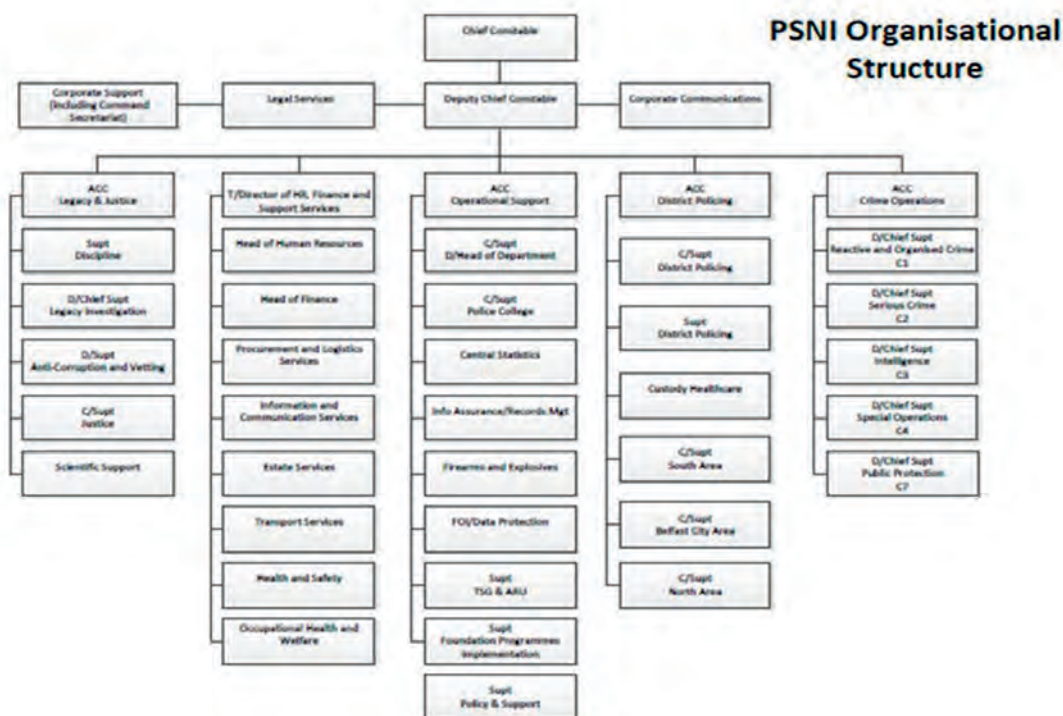 PSNI Organisational
Structure
Chief Constable
Corporate Support
(Including Command
Secretariat)
Legal Services
Deputy Chief Constable
Corporate Communications
ACC
Legacy & Justice
Supt
Discipline
D/Chief Supt
Legacy Investigation
D/Supt
Anti-Corruption and Vetting
C/Supt
Justice
Scientific Support
T/Director of HR, Finance and
Support Services
Head of Human Resources
Head of Finance
Procurement and Logistics
Services
Information and
Communication Services
Estate Services
Transport Services
Health and Safety
Occupational Health and
Welfare
ACC
Operational Support
C/Supt
D/Head of Department
C/Supt
Police College
Central Statistics
Info Assurance/Records Mgt
Firearms and Explosives
FOI/Data Protection
Supt
TSG & ARU
Supt
Foundation Programmes
Implementation
Supt
Policy & Support
ACC
District Policing
C/Supt
District Policing
Supt
District Policing
Custody Healthcare
C/Supt
South Area
C/Supt
Belfast City Area
C/Supt
North Area
ACC
Crime Operations
D/Chief Supt
Reactive and Organised Crime
C1
D/Chief Supt
Serious Crime
C2
D/Chief Supt
Intelligence
C3
D/Chief Supt
Special Operations
C4
D/Chief Supt
Public Protection
C7